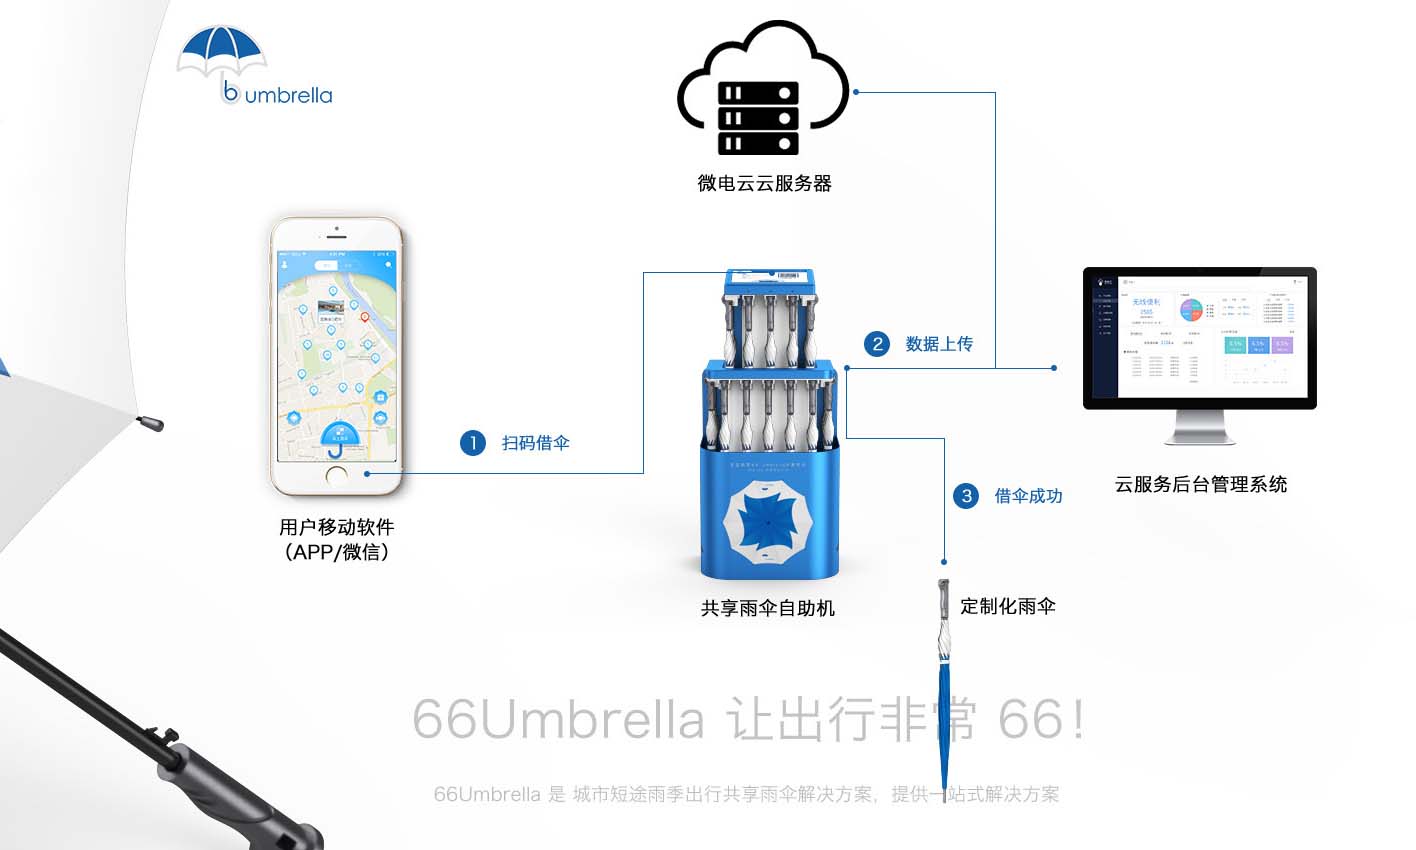 b umbrella
微电云云服务器
2 数据上传
1 扫码借伞
3 借伞成功
云服务后台管理系统
用户移动软件
（APP/微信）
共享雨伞自助机
定制化雨伞
66Umbrella 让出行非常 66！
66Umbrella 是 城市短途雨季出行共享雨伞解决方案，提供一站式解决方案